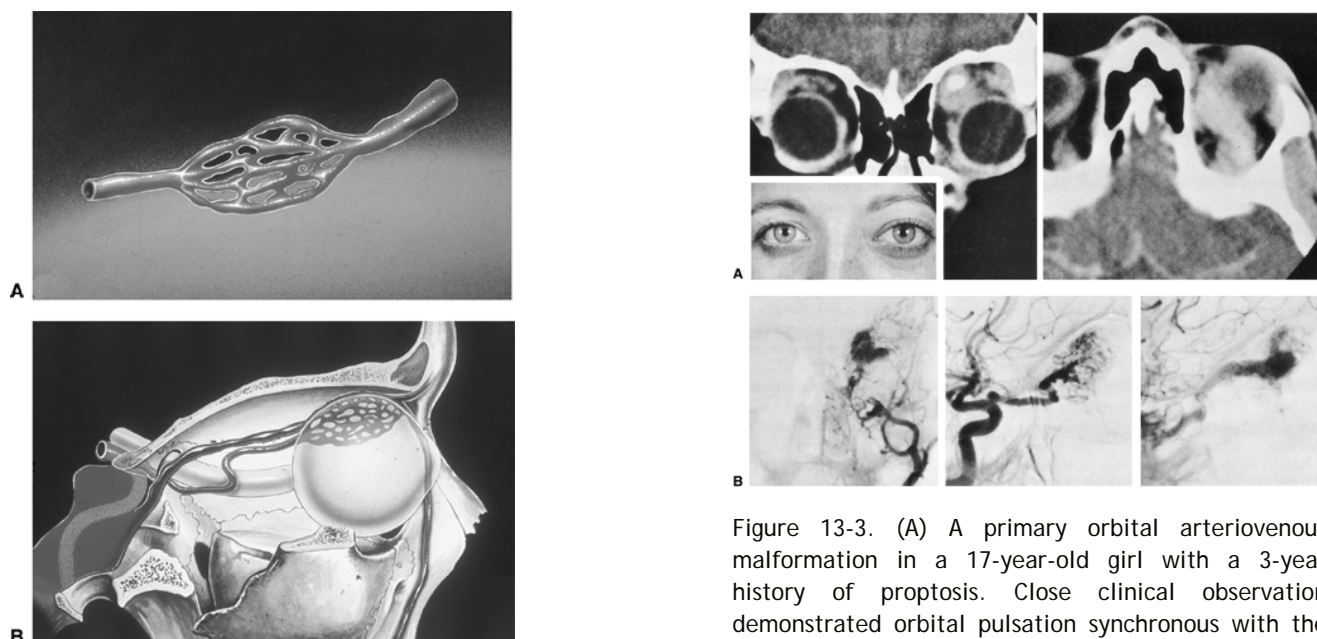 A
B
A
B
Figure 13-3. (A) A primary orbital arteriovenou
malformation in a 17-year-old girl with a 3-yea
history of proptosis. Close clinical observation
demonstrated orbital pulsation synchronous with the